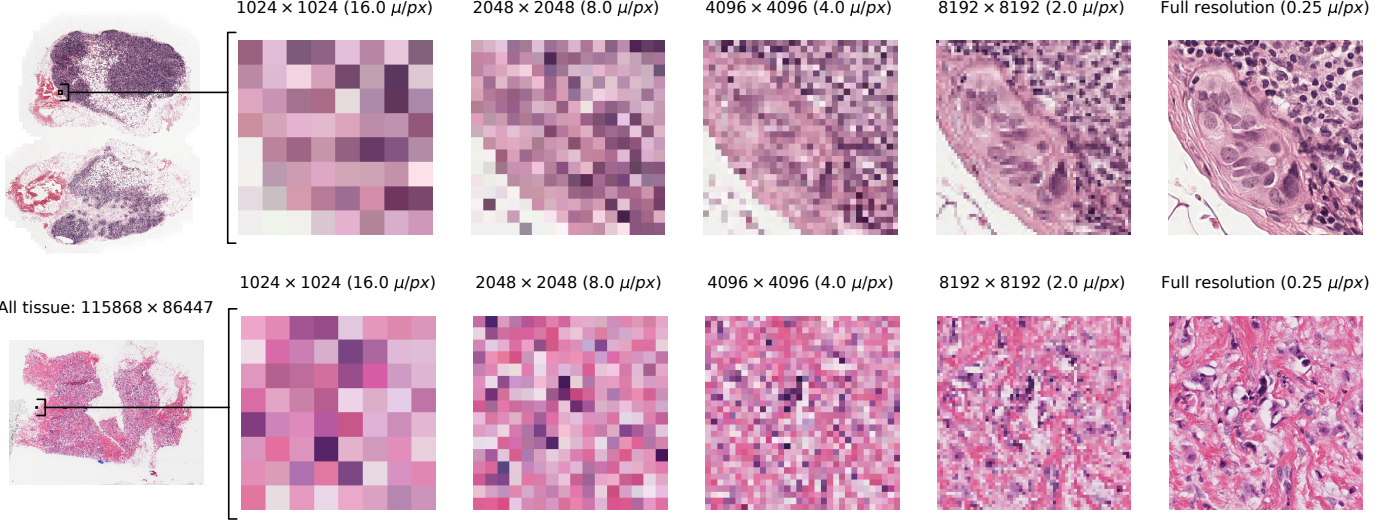 1024 × 1024 (16.0 μ/px)
2048 × 2048 (8.0 μ/px)
4096 × 4096 (4.0 μ/px)
8192 × 8192 (2.0 μ/px)
Full resolution (0.25 μ/px)
1024 × 1024 (16.0 μ/px)
2048 × 2048 (8.0 μ/px)
4096 × 4096 (4.0 μ/px)
8192 × 8192 (2.0 μ/px)
Full resolution (0.25 μ/px)
All tissue: 115868 × 86447